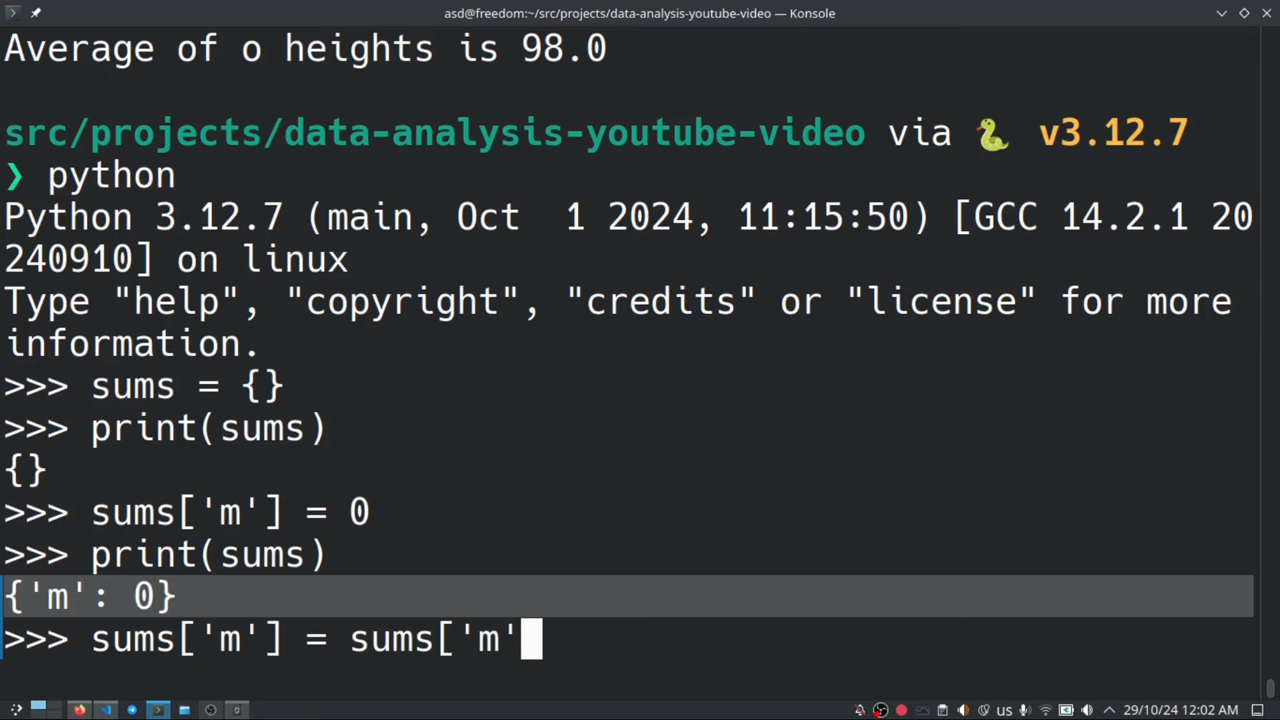 asd@freedom:~/src/projects/data-analysis-youtube-video — Konsole
Average of o heights is 98.0
src/projects/data-analysis-youtube-video via 🐍 v3.12.7
❯ python
Python 3.12.7 (main, Oct  1 2024, 11:15:50) [GCC 14.2.1 20
240910] on linux
Type "help", "copyright", "credits" or "license" for more
information.
>>> sums = {}
>>> print(sums)
{}
>>> sums['m'] = 0
>>> print(sums)
{'m': 0}
>>> sums['m'] = sums['m'
us 29/10/24 12:02 AM